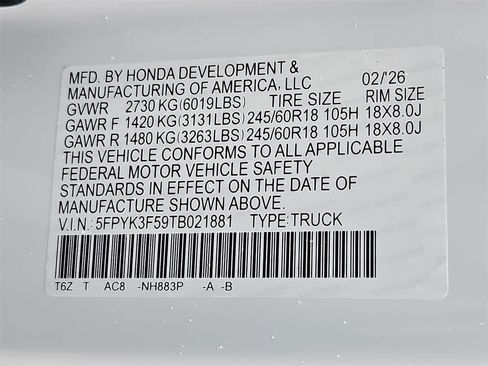 MFD. BY HONDA DEVELOPMENT &
MANUFACTURING OF AMERICA, LLC 02/'26
GVWR 2730 KG(6019LBS) TIRE SIZE RIM SIZE
GAWR F 1420 KG(3131LBS) 245/60R18 105H 18X8.0J
GAWR R 1480 KG(3263LBS) 245/60R18 105H 18X8.0J
THIS VEHICLE CONFORMS TO ALL APPLICABLE
FEDERAL MOTOR VEHICLE SAFETY
STANDARDS IN EFFECT ON THE DATE OF
MANUFACTURE SHOWN ABOVE.
V.I.N.: 5FPYK3F59TB021881 TYPE:TRUCK
T6Z T AC8 -NH883P -A -B